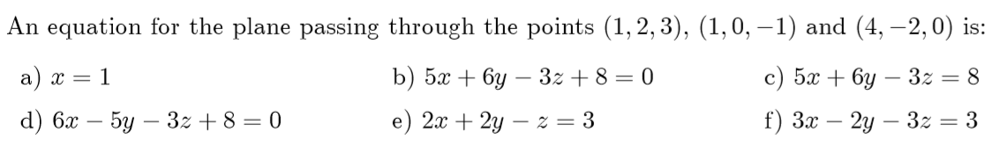 An equation for the plane passing through the points (1, 2, 3), (1, 0, −1) and (4, −2, 0) is:
a) x = 1 b) 5x + 6y − 3z + 8 = 0 c) 5x + 6y − 3z = 8
d) 6x − 5y − 3z + 8 = 0 e) 2x + 2y − z = 3 f) 3x − 2y − 3z = 3